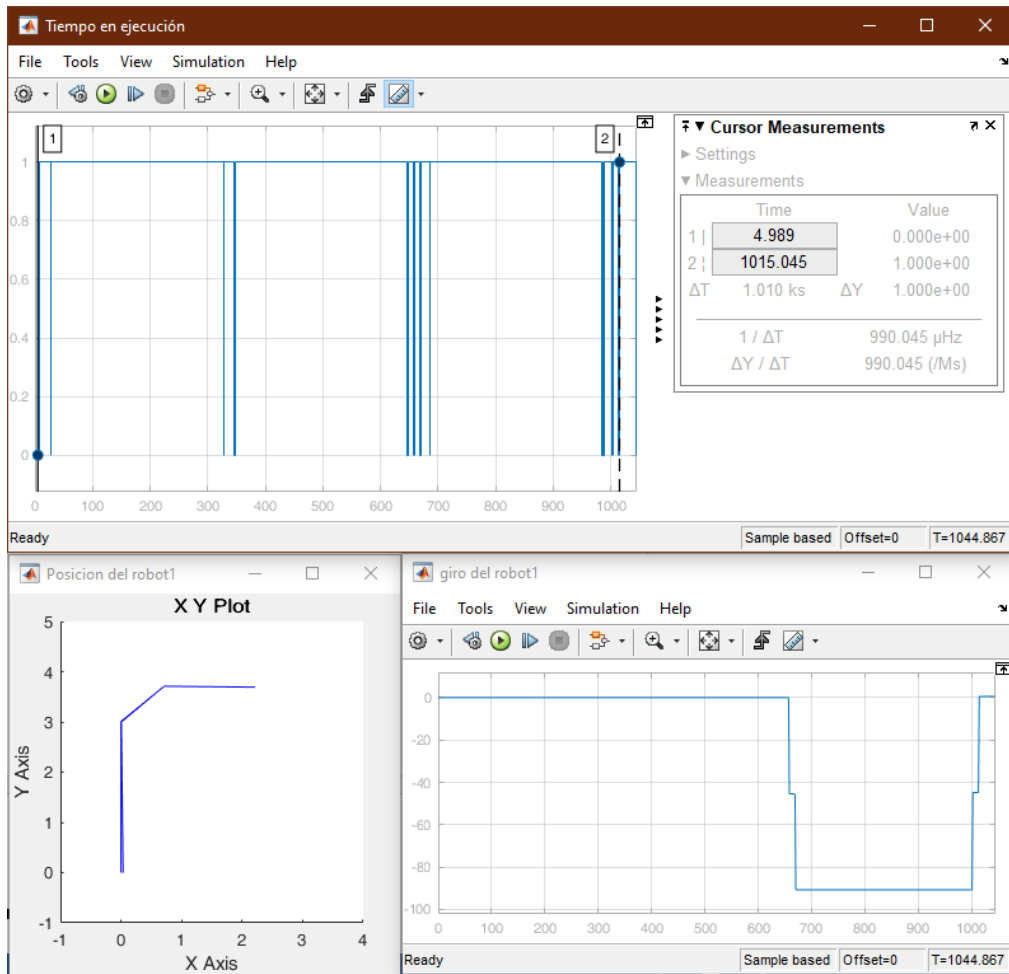 Tiempo en ejecución
File Tools View Simulation Help
1 2
1
0.8
0.6
0.4
0.2
0
0 100 200 300 400 500 600 700 800 900 1000
Cursor Measurements
Settings
Measurements
Time Value
1 | 4.989 0.000e+00
2 ¦ 1015.045 1.000e+00
ΔT 1.010 ks ΔY 1.000e+00
1 / ΔT 990.045 µHz
ΔY / ΔT 990.045 (/Ms)
Ready Sample based Offset=0 T=1044.867
Posicion del robot1
X Y Plot
5
4
3
2
1
0
-1
-1 0 1 2 3 4
Y Axis
X Axis
giro del robot1
File Tools View Simulation Help
0
-20
-40
-60
-80
-100
0 100 200 300 400 500 600 700 800 900 1000
Ready Sample based Offset=0 T=1044.867